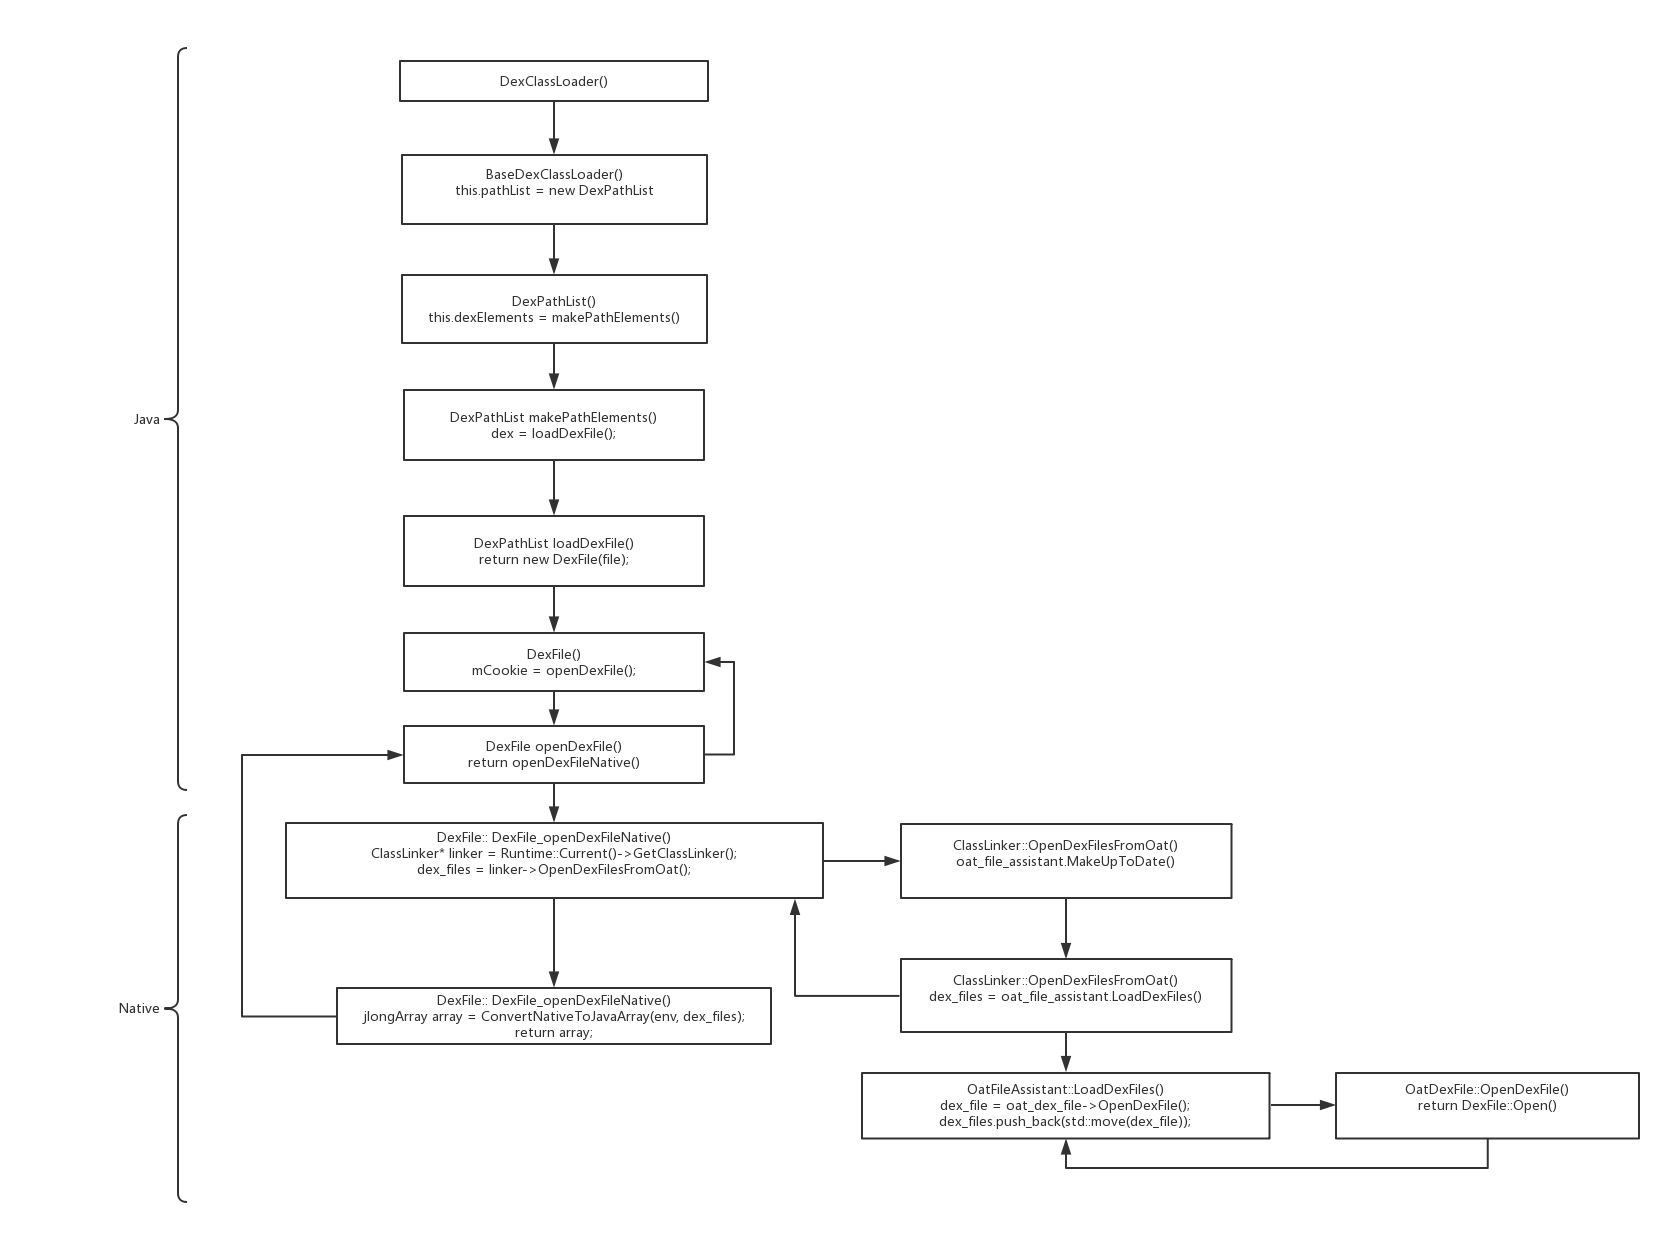 DexClassLoader()
BaseDexClassLoader()
this.pathList = new DexPathList
DexPathList()
this.dexElements = makePathElements()
Java
DexPathList makePathElements()
dex = loadDexFile();
DexPathList loadDexFile()
return new DexFile(file);
DexFile()
mCookie = openDexFile();
DexFile openDexFile()
return openDexFileNative()
Native
DexFile:: DexFile_openDexFileNative()
ClassLinker* linker = Runtime::Current()->GetClassLinker();
dex_files = linker->OpenDexFilesFromOat();
ClassLinker::OpenDexFilesFromOat()
oat_file_assistant.MakeUpToDate()
ClassLinker::OpenDexFilesFromOat()
dex_files = oat_file_assistant.LoadDexFiles()
DexFile:: DexFile_openDexFileNative()
jlongArray array = ConvertNativeToJavaArray(env, dex_files);
return array;
OatFileAssistant::LoadDexFiles()
dex_file = oat_dex_file->OpenDexFile();
dex_files.push_back(std::move(dex_file));
OatDexFile::OpenDexFile()
return DexFile::Open()